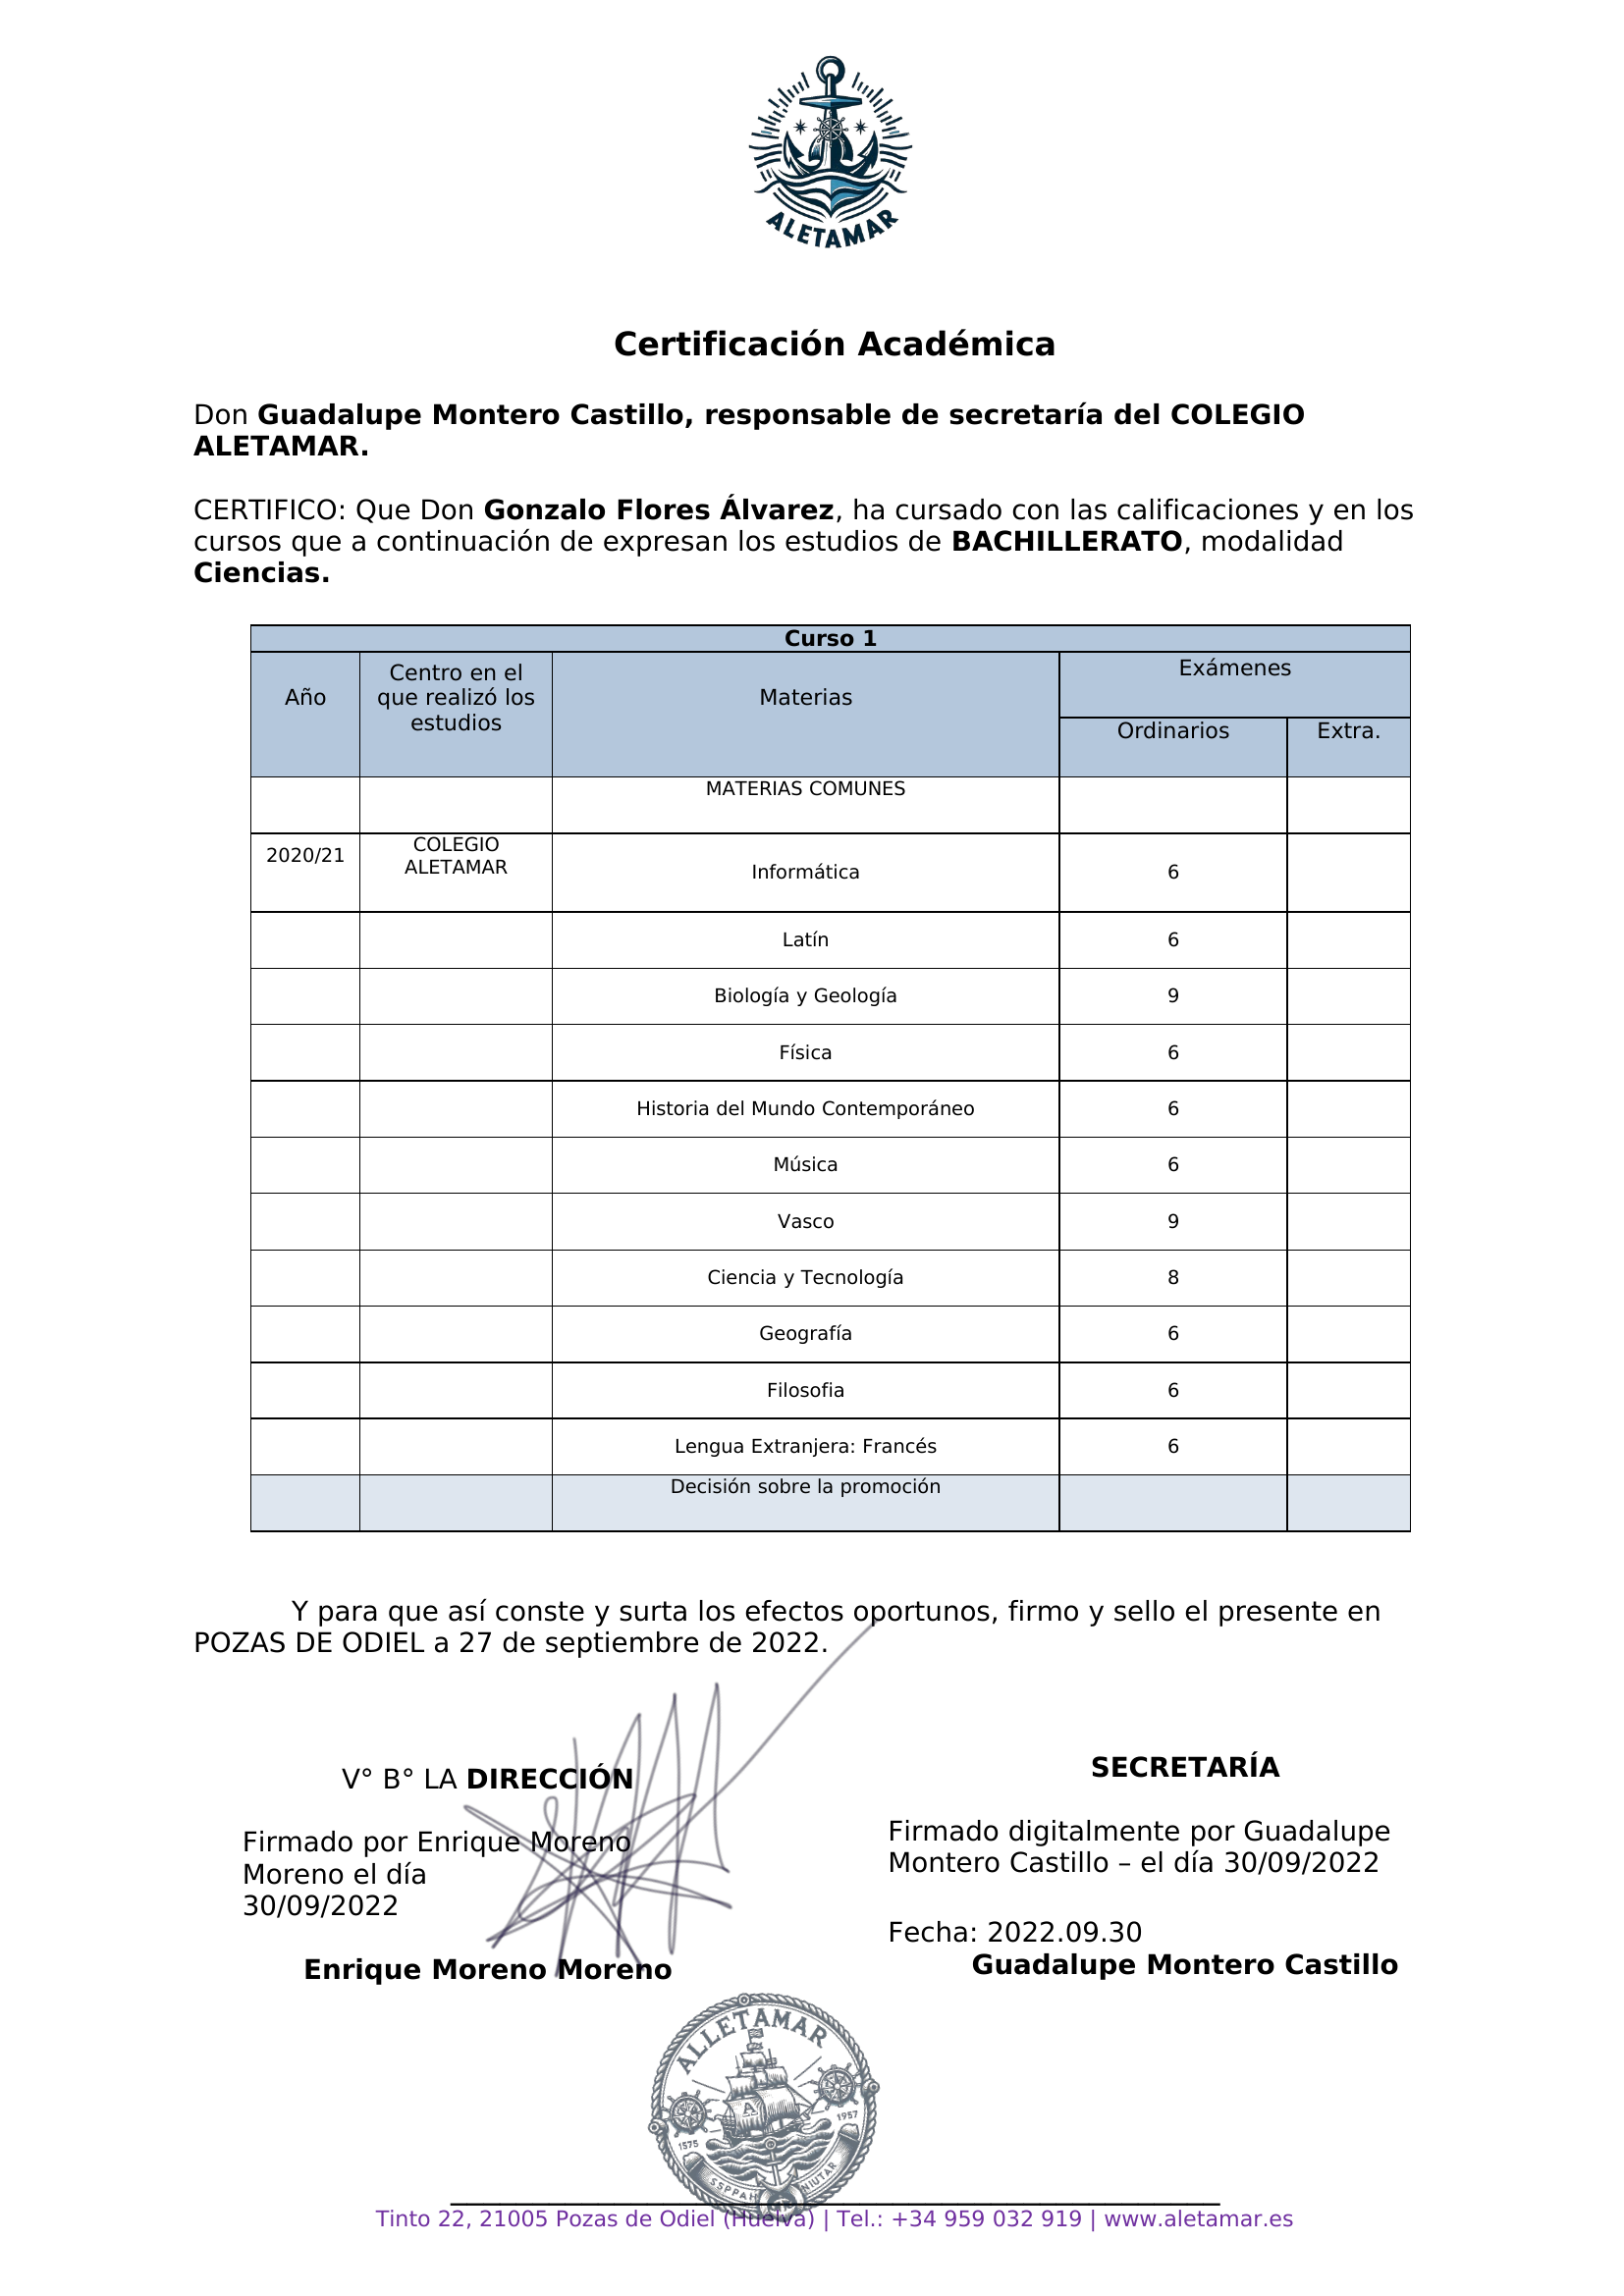 ALETAMAR
Certificación Académica
Don Guadalupe Montero Castillo, responsable de secretaría del COLEGIO
ALETAMAR.
CERTIFICO: Que Don Gonzalo Flores Álvarez, ha cursado con las calificaciones y en los
cursos que a continuación de expresan los estudios de BACHILLERATO, modalidad
Ciencias.
Curso 1
Año
Centro en el
que realizó los
estudios
Materias
Exámenes
Ordinarios
Extra.
MATERIAS COMUNES
2020/21
COLEGIO
ALETAMAR
Informática 6
Latín 6
Biología y Geología 9
Física 6
Historia del Mundo Contemporáneo 6
Música 6
Vasco 9
Ciencia y Tecnología 8
Geografía 6
Filosofia 6
Lengua Extranjera: Francés 6
Decisión sobre la promoción
Y para que así conste y surta los efectos oportunos, firmo y sello el presente en
POZAS DE ODIEL a 27 de septiembre de 2022.
V° B° LA DIRECCIÓN
Firmado por Enrique Moreno
Moreno el día
30/09/2022
Enrique Moreno Moreno
SECRETARÍA
Firmado digitalmente por Guadalupe
Montero Castillo – el día 30/09/2022
Fecha: 2022.09.30
Guadalupe Montero Castillo
ALLETAMAR
A
1575
1957
SSPPAH
NIUTAR
Tinto 22, 21005 Pozas de Odiel (Huelva) | Tel.: +34 959 032 919 | www.aletamar.es